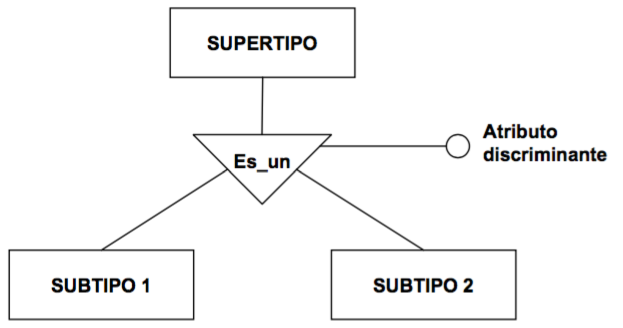 SUPERTIPO
Es_un
Atributo
discriminante
SUBTIPO 1
SUBTIPO 2